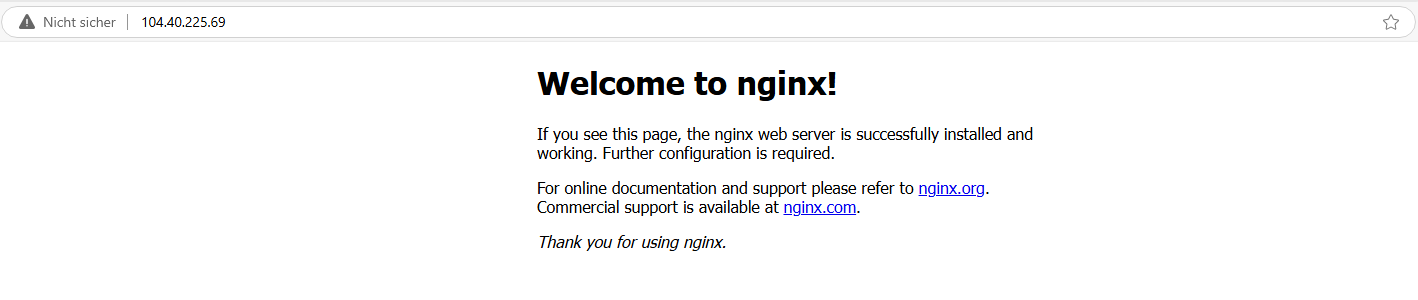 Nicht sicher 104.40.225.69
Welcome to nginx!
If you see this page, the nginx web server is successfully installed and
working. Further configuration is required.
For online documentation and support please refer to nginx.org.
Commercial support is available at nginx.com.
Thank you for using nginx.